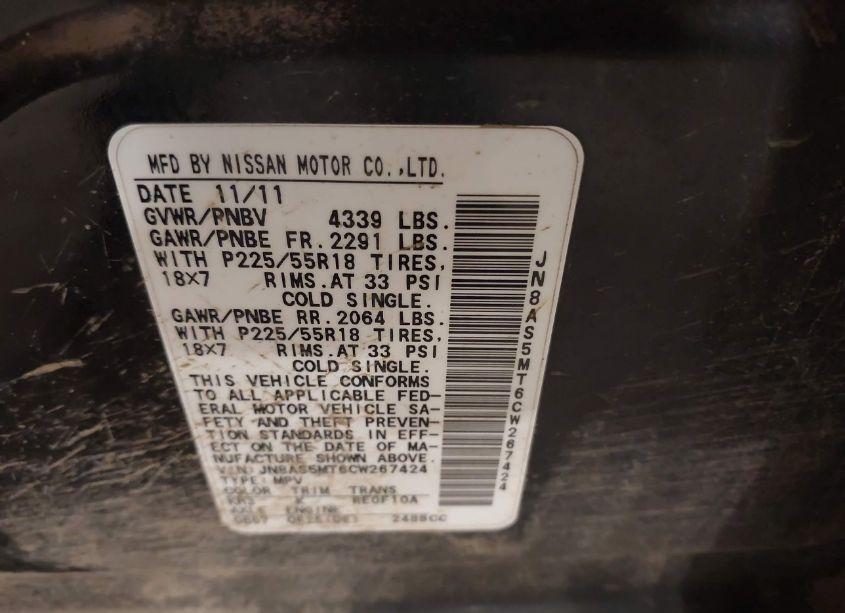 MFD BY NISSAN MOTOR CO.,LTD.
DATE 11/11
GVWR/PNBV 4339 LBS.
GAWR/PNBE FR.2291 LBS.
WITH P225/55R18 TIRES,
18X7 RIMS.AT 33 PSI
COLD SINGLE.
GAWR/PNBE RR.2064 LBS.
WITH P225/55R18 TIRES,
18X7 RIMS.AT 33 PSI
COLD SINGLE.
THIS VEHICLE CONFORMS
TO ALL APPLICABLE FED-
ERAL MOTOR VEHICLE SA-
FETY AND THEFT PREVEN-
TION STANDARDS IN EFF-
ECT ON THE DATE OF MA-
NUFACTURE SHOWN ABOVE.
VIN: JN8AS5MT6CW267424
TYPE: MPV
COLOR TRIM TRANS
K RE0F10A
AXLE ENGINE
2488CC
JN8AS5MT6CW267424